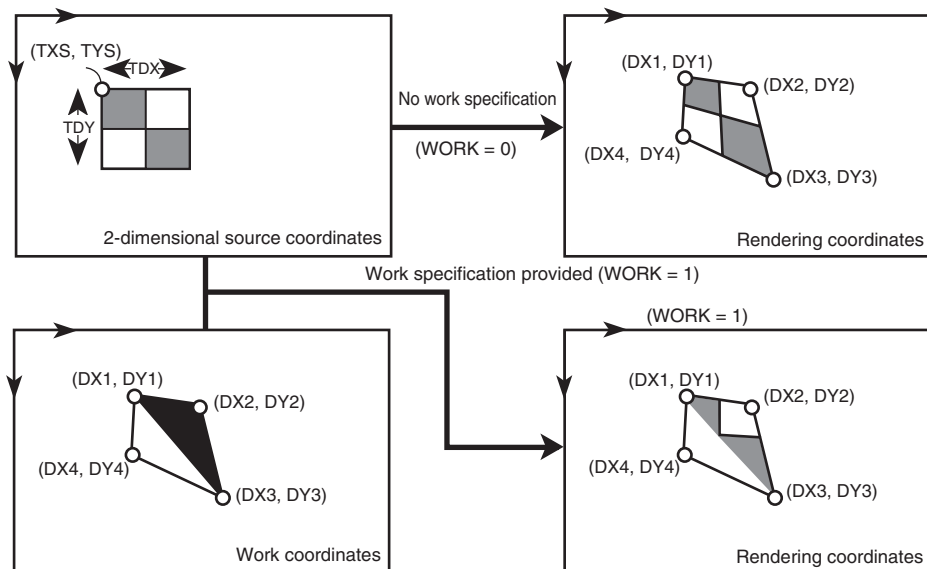 (TXS, TYS)
TDX
TDY
2-dimensional source coordinates
No work specification
(WORK = 0)
(DX1, DY1)
(DX2, DY2)
(DX4,  DY4)
(DX3, DY3)
Rendering coordinates
Work specification provided (WORK = 1)
(WORK = 1)
(DX1, DY1)
(DX2, DY2)
(DX4, DY4)
(DX3, DY3)
Work coordinates
(DX1, DY1)
(DX2, DY2)
(DX4, DY4)
(DX3, DY3)
Rendering coordinates